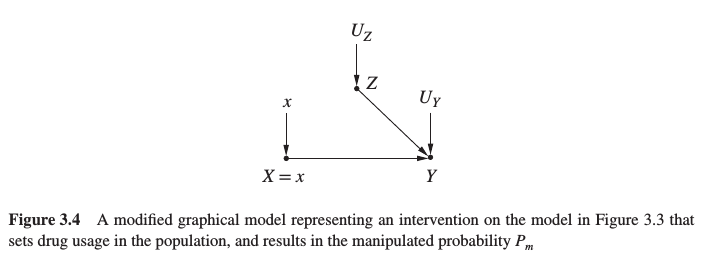 U_Z
Z
x
U_Y
X = x
Y
Figure 3.4 A modified graphical model representing an intervention on the model in Figure 3.3 that
sets drug usage in the population, and results in the manipulated probability P_m